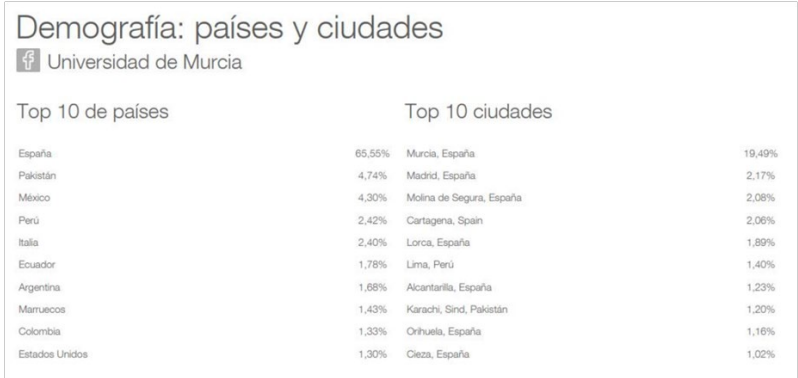 Demografía: países y ciudades
f Universidad de Murcia
Top 10 de países
España 65,55%
Pakistán 4,74%
México 4,30%
Perú 2,42%
Italia 2,40%
Ecuador 1,78%
Argentina 1,68%
Marruecos 1,43%
Colombia 1,33%
Estados Unidos 1,30%
Top 10 ciudades
Murcia, España 19,49%
Madrid, España 2,17%
Molina de Segura, España 2,08%
Cartagena, Spain 2,06%
Lorca, España 1,89%
Lima, Perú 1,40%
Alcantarilla, España 1,23%
Karachi, Sind, Pakistán 1,20%
Orihuela, España 1,16%
Cieza, España 1,02%